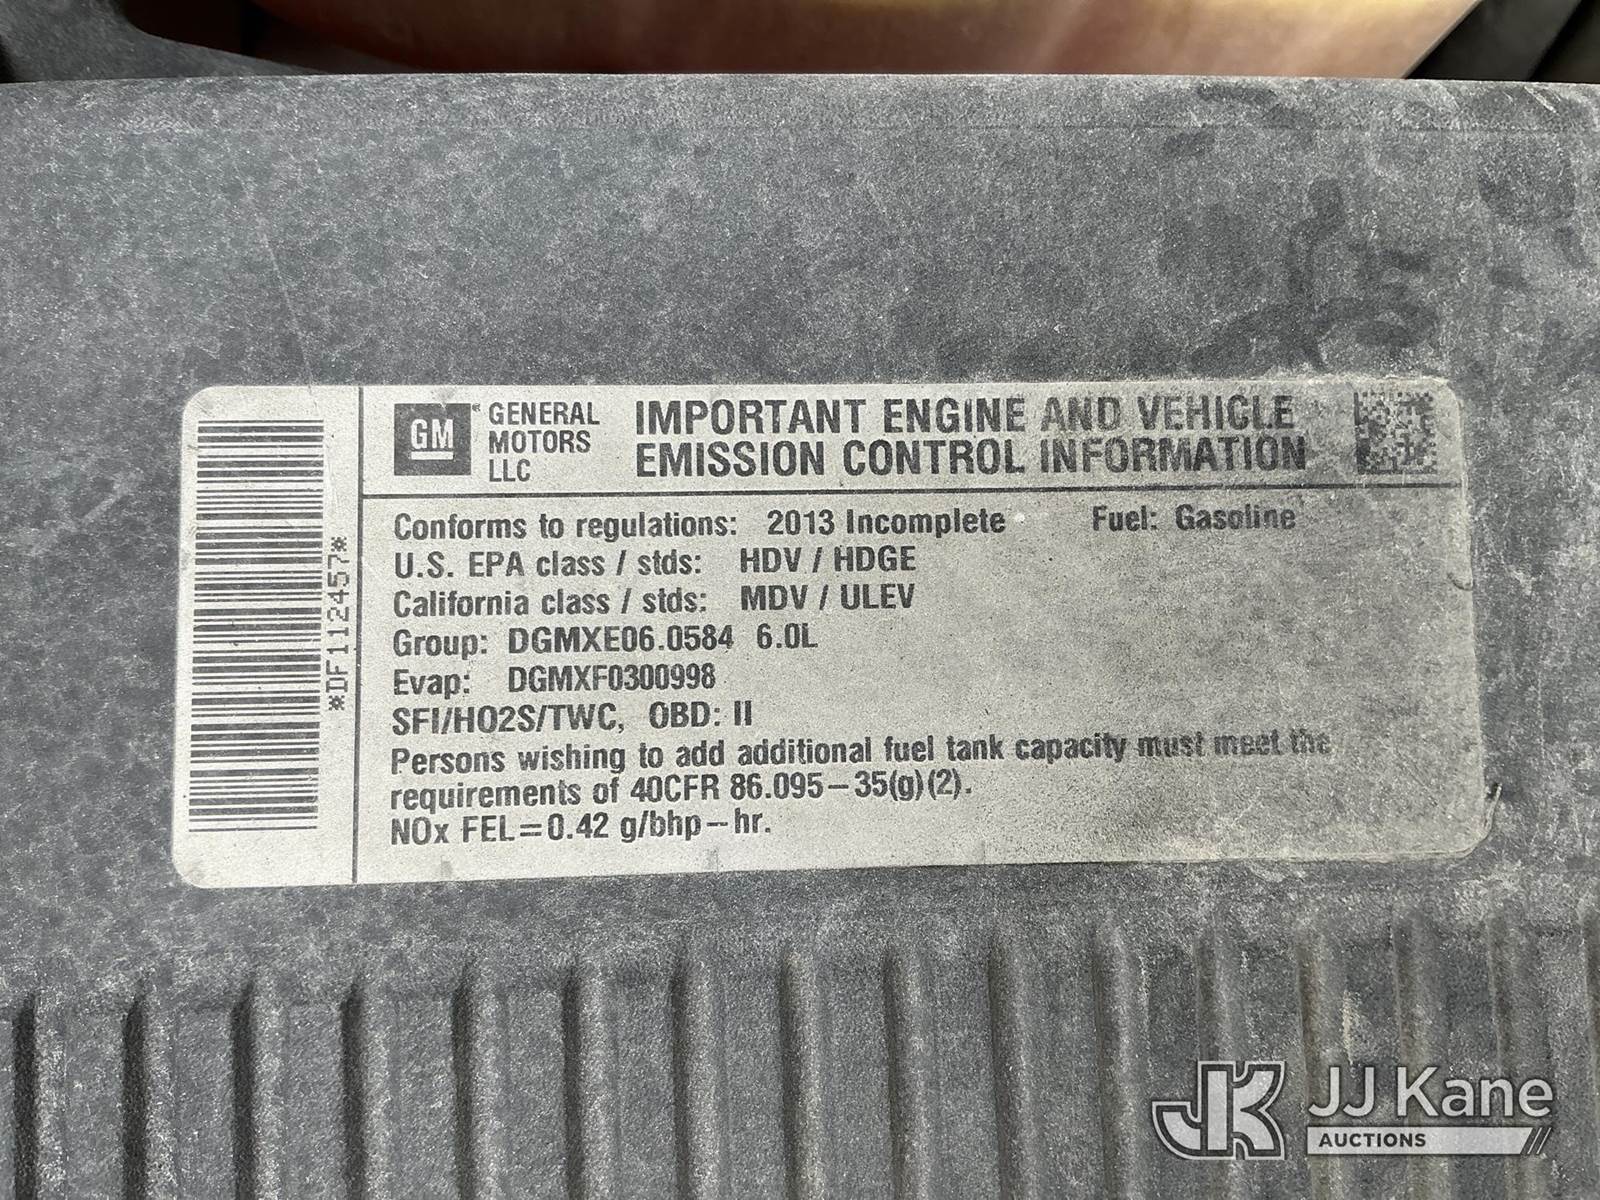 GM
GENERAL
MOTORS
LLC
IMPORTANT ENGINE AND VEHICLE
EMISSION CONTROL INFORMATION
*DF112457*
Conforms to regulations: 2013 Incomplete Fuel: Gasoline
U.S. EPA class / stds: HDV / HDGE
California class / stds: MDV / ULEV
Group: DGMXE06.0584 6.0L
Evap: DGMXF0300998
SFI/HO2S/TWC, OBD: II
Persons wishing to add additional fuel tank capacity must meet the
requirements of 40CFR 86.095-35(g)(2).
NOx FEL=0.42 g/bhp-hr.
JK JJ Kane
AUCTIONS